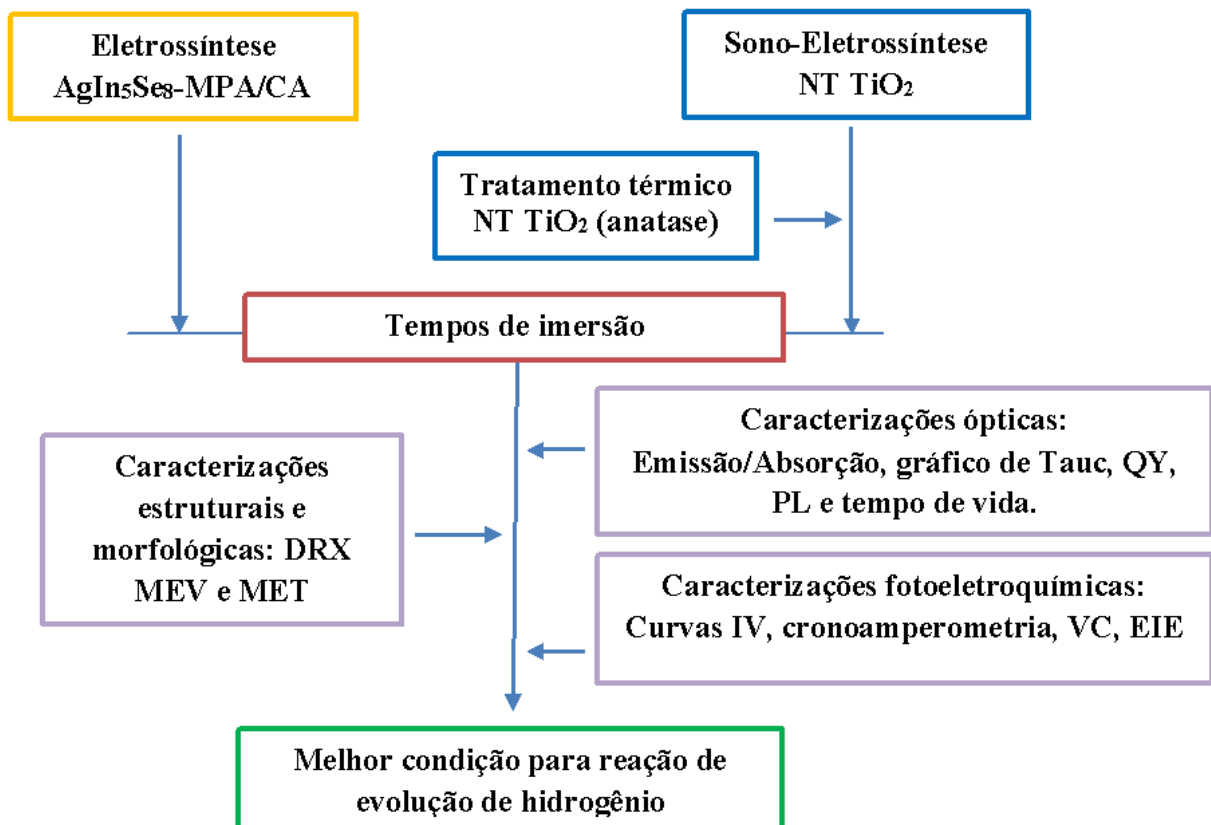 Eletrossíntese
AgIn₅Se₈-MPA/CA
Sono-Eletrossíntese
NT TiO₂
Tratamento térmico
NT TiO₂ (anatase)
Tempos de imersão
Caracterizações ópticas:
Emissão/Absorção, gráfico de Tauc, QY,
PL e tempo de vida.
Caracterizações
estruturais e
morfológicas: DRX
MEV e MET
Caracterizações fotoeletroquímicas:
Curvas IV, cronoamperometria, VC, EIE
Melhor condição para reação de
evolução de hidrogênio